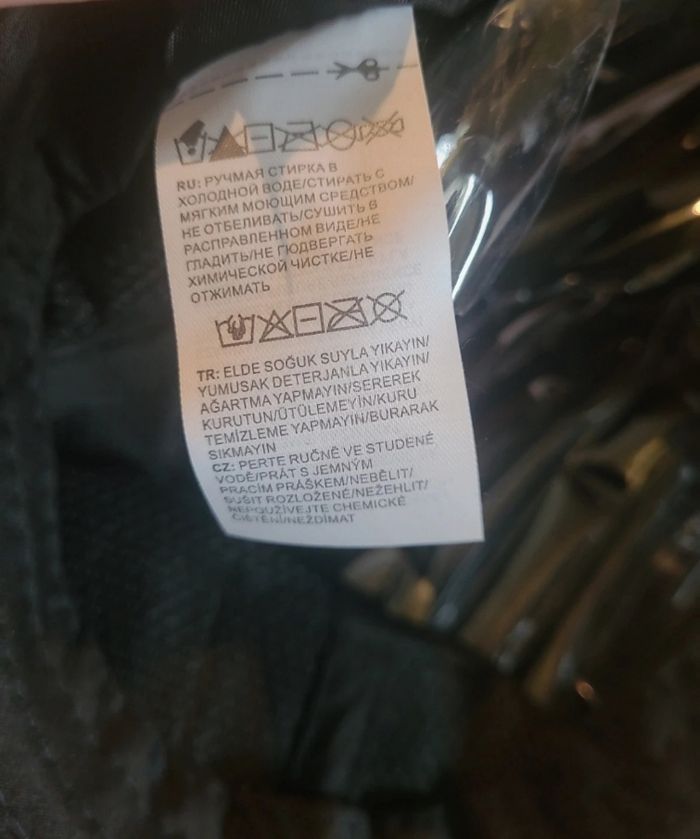 RU: РУЧМАЯ СТИРКА В
ХОЛОДНОЙ ВОДЕ/СТИРАТЬ С
МЯГКИМ МОЮЩИМ СРЕДСТВОМ/
НЕ ОТБЕЛИВАТЬ/СУШИТЬ В
РАСПРАВЛЕННОМ ВИДЕ/НЕ
ГЛАДИТЬ/НЕ ПОДВЕРГАТЬ
ХИМИЧЕСКОЙ ЧИСТКЕ/НЕ
ОТЖИМАТЬ
TR: ELDE SOĞUK SUYLA YIKAYIN/
YUMUSAK DETERJANLA YIKAYIN/
AĞARTMA YAPMAYIN/SEREREK
KURUTUN/ÜTÜLEMEYİN/KURU
TEMİZLEME YAPMAYIN/BURARAK
SIKMAYIN
CZ: PERTE RUČNĚ VE STUDENÉ
VODĚ/PRÁT S JEMNÝM
PRACÍM PRÁŠKEM/NEBĚLIT/
SUŠIT ROZLOŽENÉ/NEŽEHLIT/
NEPOUŽÍVEJTE CHEMICKÉ
ČIŠTĚNÍ/NEŽDÍMAT